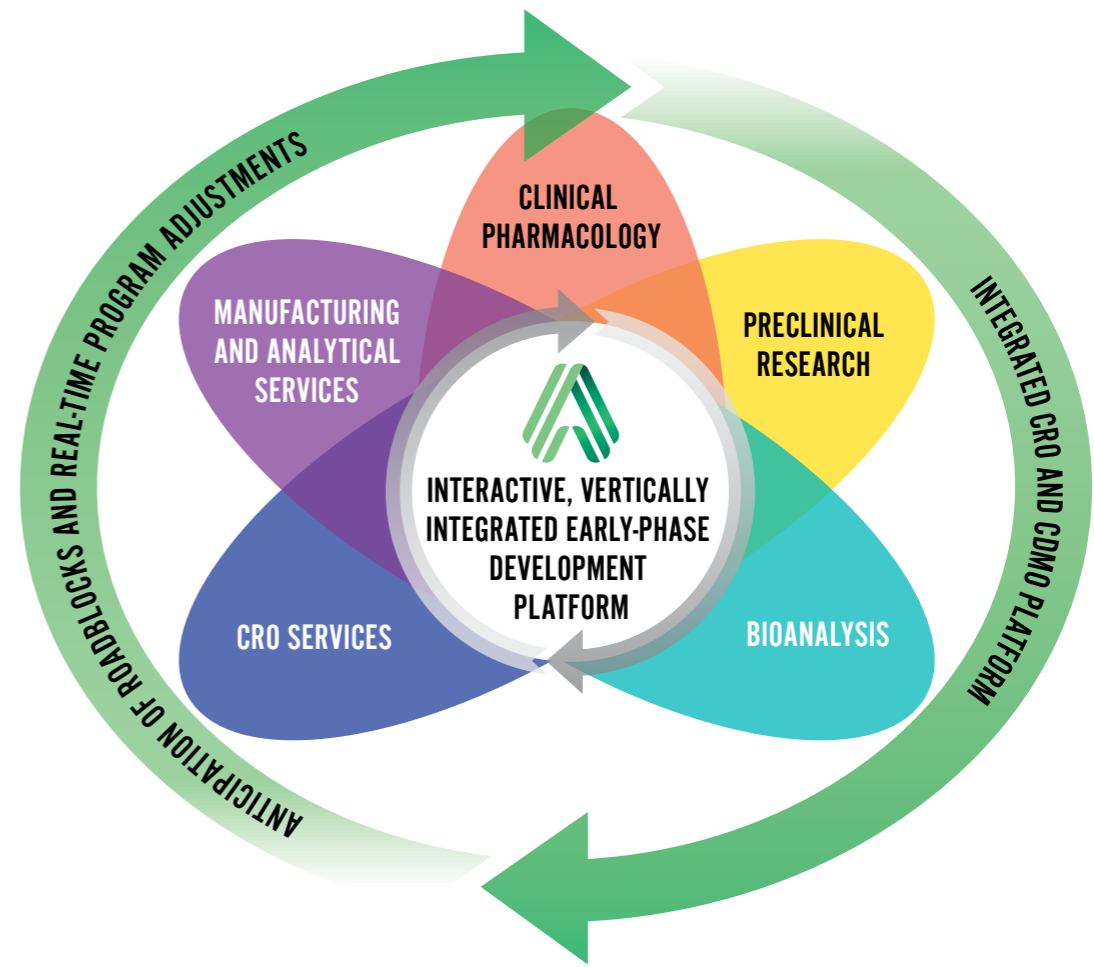 ANTICIPATION OF ROADBLOCKS AND REAL-TIME PROGRAM ADJUSTMENTS
INTEGRATED CRO AND CDMO PLATFORM
CLINICAL
PHARMACOLOGY
MANUFACTURING
AND ANALYTICAL
SERVICES
PRECLINICAL
RESEARCH
INTERACTIVE, VERTICALLY
INTEGRATED EARLY-PHASE
DEVELOPMENT
PLATFORM
CRO SERVICES
BIOANALYSIS